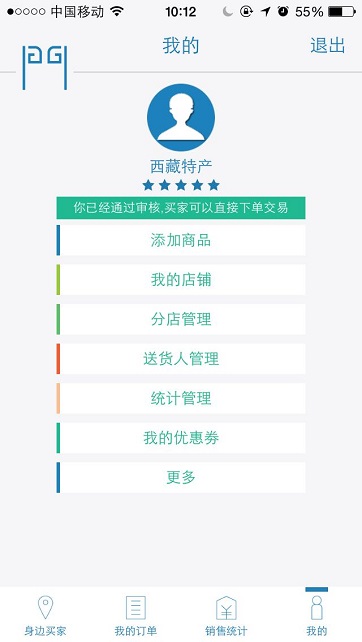 中国移动 10:12 55%
我的 退出
西藏特产
你已经通过审核,买家可以直接下单交易
添加商品
我的店铺
分店管理
送货人管理
统计管理
我的优惠劵
更多
身边买家 我的订单 销售统计 我的